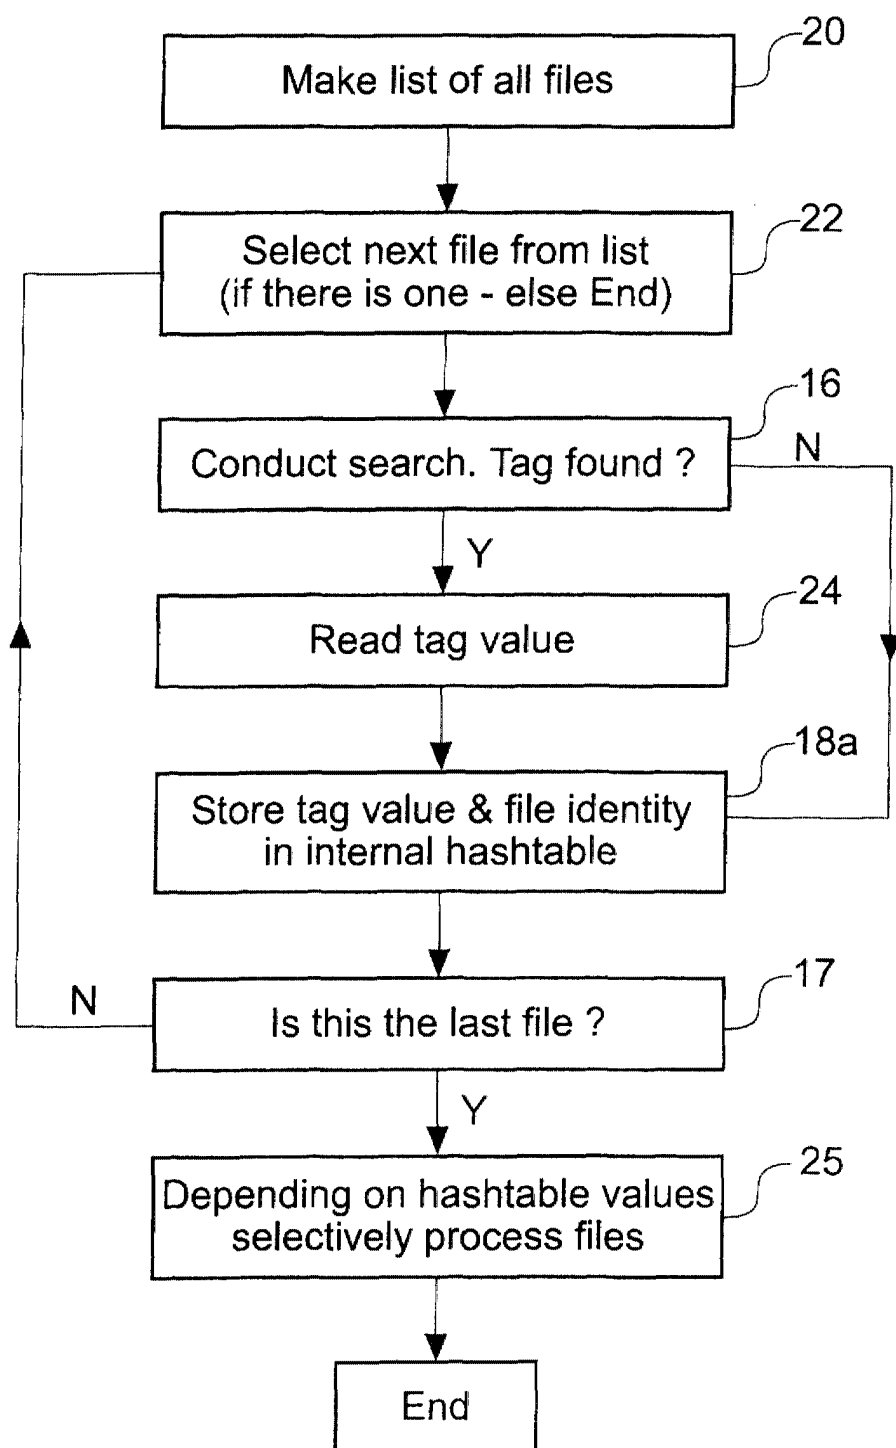 20
Make list of all files
22
Select next file from list
(if there is one - else End)
16
Conduct search. Tag found ?
N
Y
24
Read tag value
18a
Store tag value & file identity
in internal hashtable
17
N
Is this the last file ?
Y
25
Depending on hashtable values
selectively process files
End